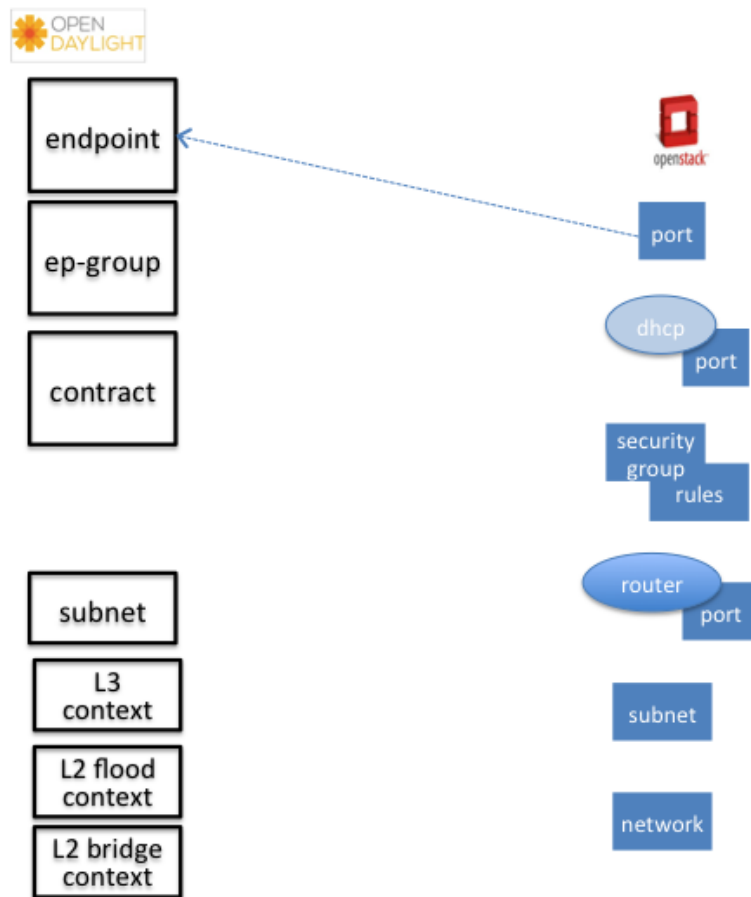 OPEN
DAYLIGHT
endpoint
ep-group
contract
subnet
L3
context
L2 flood
context
L2 bridge
context
openstack
port
dhcp
port
security
group
rules
router
port
subnet
network